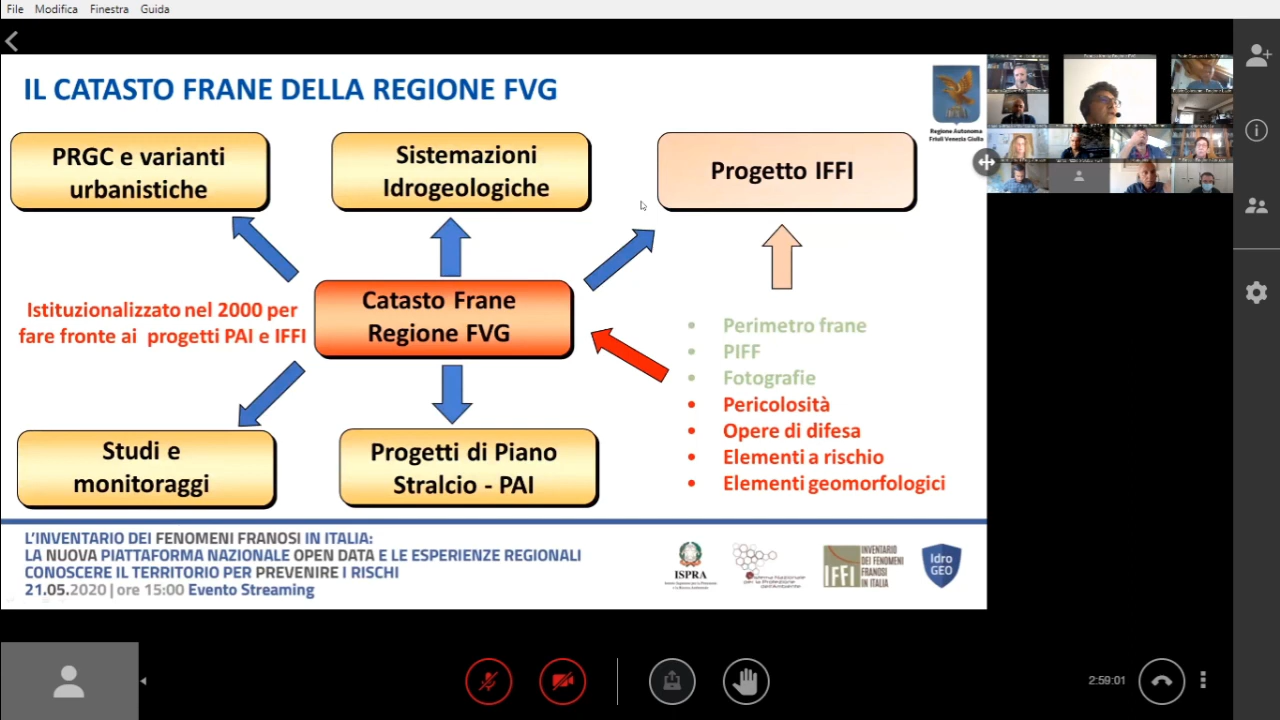 File Modifica Finestra Guida
IL CATASTO FRANE DELLA REGIONE FVG
Regione Autonoma
Friuli Venezia Giulia
PRGC e varianti
urbanistiche
Sistemazioni
Idrogeologiche
Progetto IFFI
Istituzionalizzato nel 2000 per
fare fronte ai progetti PAI e IFFI
Catasto Frane
Regione FVG
• Perimetro frane
• PIFF
• Fotografie
• Pericolosità
• Opere di difesa
• Elementi a rischio
• Elementi geomorfologici
Studi e
monitoraggi
Progetti di Piano
Stralcio - PAI
L'INVENTARIO DEI FENOMENI FRANOSI IN ITALIA:
LA NUOVA PIATTAFORMA NAZIONALE OPEN DATA E LE ESPERIENZE REGIONALI
CONOSCERE IL TERRITORIO PER PREVENIRE I RISCHI
21.05.2020 | ore 15:00 Evento Streaming
ISPRA
IFFI
INVENTARIO
DEI FENOMENI
FRANOSI
IN ITALIA
Idro
GEO
2:59:01